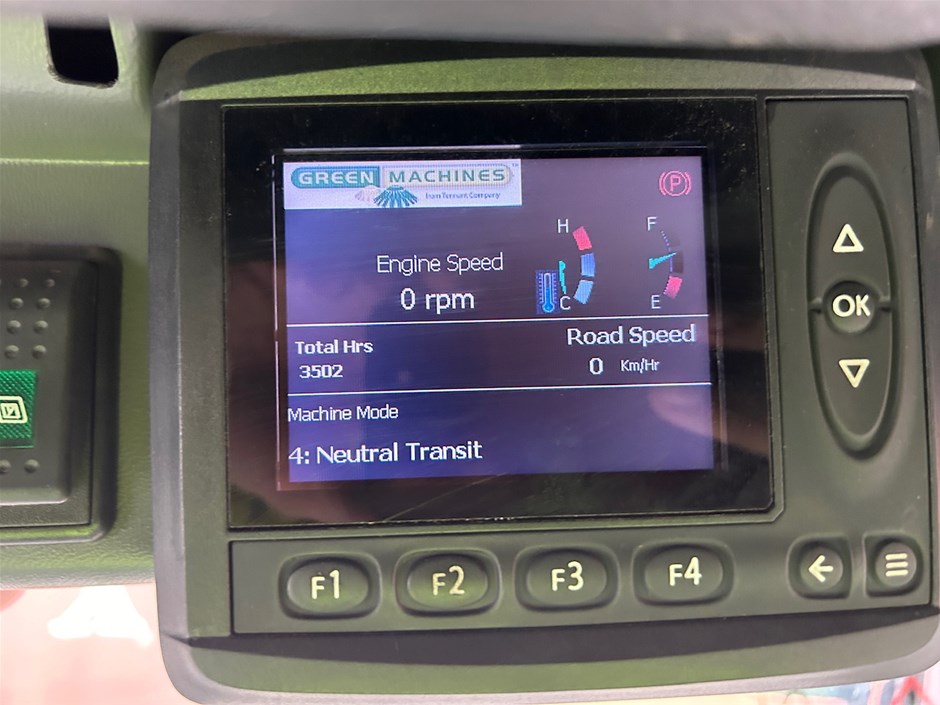 GREEN MACHINES
from Tennant Company
P
H
F
Engine Speed
0 rpm
C
E
Total Hrs
3502
Road Speed
0 Km/Hr
Machine Mode
4: Neutral Transit
OK
F1 F2 F3 F4